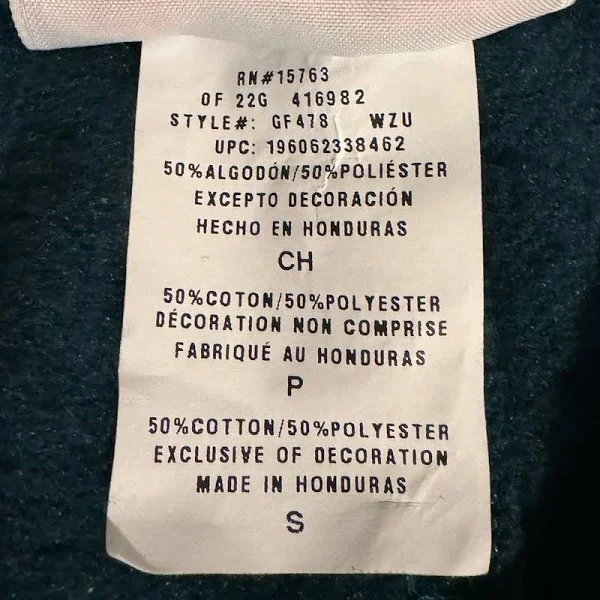 RN#15763
OF 22G 416982
STYLE#: GF478 WZU
UPC: 196062338462
50%ALGODÓN/50%POLIÉSTER
EXCEPTO DECORACIÓN
HECHO EN HONDURAS
CH
50%COTON/50%POLYESTER
DÉCORATION NON COMPRISE
FABRIQUÉ AU HONDURAS
P
50%COTTON/50%POLYESTER
EXCLUSIVE OF DECORATION
MADE IN HONDURAS
S